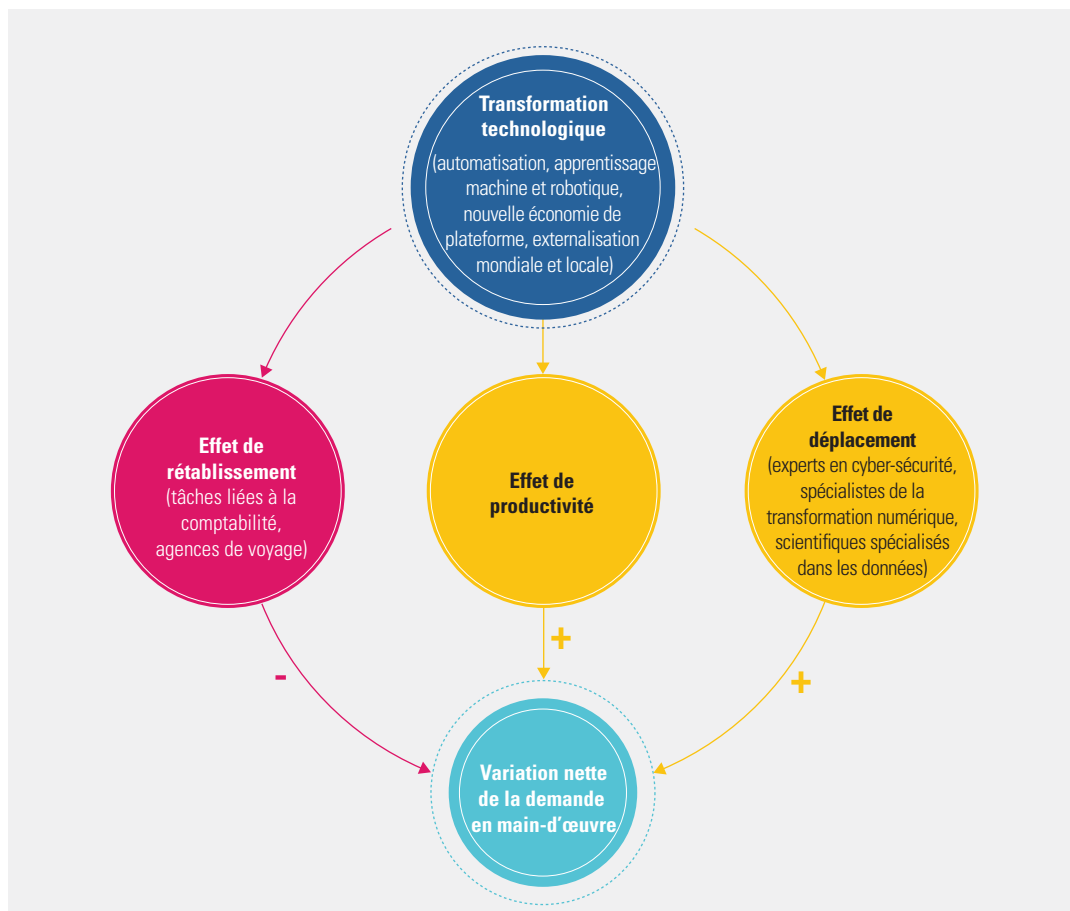 Transformation
technologique
(automatisation, apprentissage
machine et robotique,
nouvelle économie de
plateforme, externalisation
mondiale et locale)
Effet de
rétablissement
(tâches liées à la
comptabilité,
agences de voyage)
Effet de
productivité
Effet de
déplacement
(experts en cyber-sécurité,
spécialistes de la
transformation numérique,
scientifiques spécialisés
dans les données)
-
+
+
Variation nette
de la demande
en main-d'œuvre